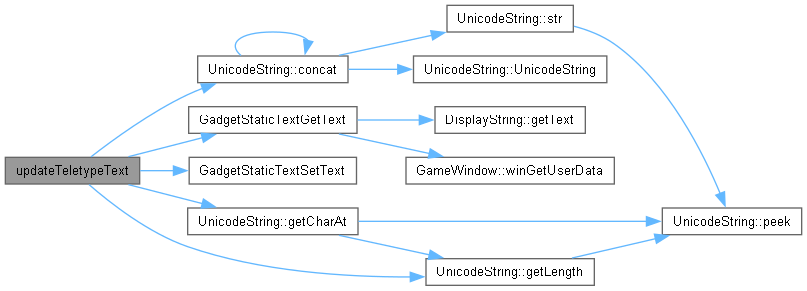 UnicodeString::str
UnicodeString::concat
UnicodeString::UnicodeString
GadgetStaticTextGetText
DisplayString::getText
updateTeletypeText
GadgetStaticTextSetText
GameWindow::winGetUserData
UnicodeString::getCharAt
UnicodeString::peek
UnicodeString::getLength